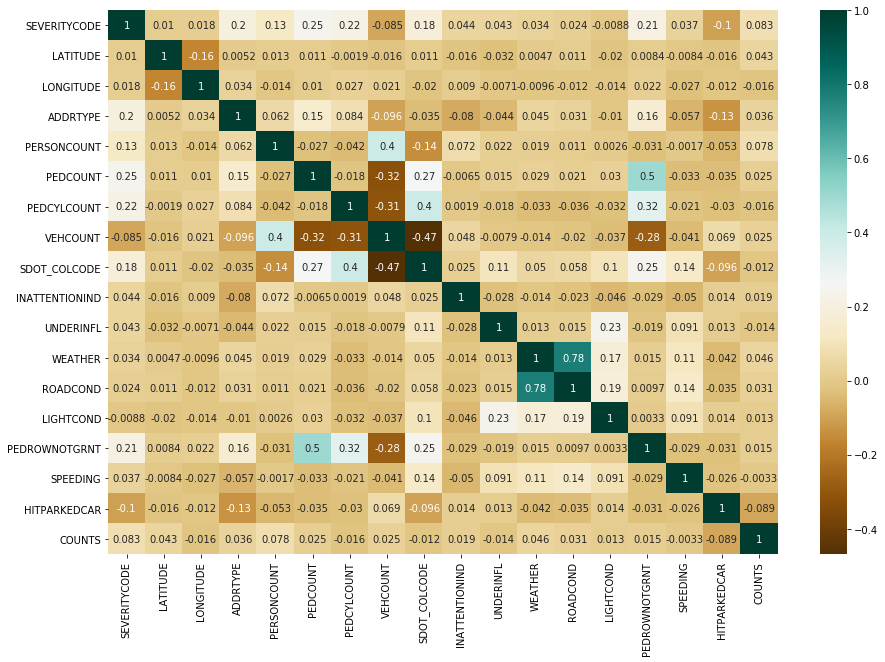 SEVERITYCODE 1 0.01 0.018 0.2 0.13 0.25 0.22 -0.085 0.18 0.044 0.043 0.034 0.024 -0.0088 0.21 0.037 -0.1 0.083
LATITUDE 0.01 1 -0.16 0.0052 0.013 0.011 -0.0019 -0.016 0.011 -0.016 -0.032 0.0047 0.011 -0.02 0.0084 -0.0084 -0.016 0.043
LONGITUDE 0.018 -0.16 1 0.034 -0.014 0.01 0.027 0.021 -0.02 0.009 -0.0071 -0.0096 -0.012 -0.014 0.022 -0.027 -0.012 -0.016
ADDRTYPE 0.2 0.0052 0.034 1 0.062 0.15 0.084 -0.096 -0.035 -0.08 -0.044 0.045 0.031 -0.01 0.16 -0.057 -0.13 0.036
PERSONCOUNT 0.13 0.013 -0.014 0.062 1 -0.027 -0.042 0.4 -0.14 0.072 0.022 0.019 0.011 0.0026 -0.031 -0.0017 -0.053 0.078
PEDCOUNT 0.25 0.011 0.01 0.15 -0.027 1 -0.018 -0.32 0.27 -0.0065 0.015 0.029 0.021 0.03 0.5 -0.033 -0.035 0.025
PEDCYLCOUNT 0.22 -0.0019 0.027 0.084 -0.042 -0.018 1 -0.31 0.4 0.0019 -0.018 -0.033 -0.036 -0.032 0.32 -0.021 -0.03 -0.016
VEHCOUNT -0.085 -0.016 0.021 -0.096 0.4 -0.32 -0.31 1 -0.47 0.048 -0.0079 -0.014 -0.02 -0.037 -0.28 -0.041 0.069 0.025
SDOT_COLCODE 0.18 0.011 -0.02 -0.035 -0.14 0.27 0.4 -0.47 1 0.025 0.11 0.05 0.058 0.1 0.25 0.14 -0.096 -0.012
INATTENTIONIND 0.044 -0.016 0.009 -0.08 0.072 -0.0065 0.0019 0.048 0.025 1 -0.028 -0.014 -0.023 -0.046 -0.029 -0.05 0.014 0.019
UNDERINFL 0.043 -0.032 -0.0071 -0.044 0.022 0.015 -0.018 -0.0079 0.11 -0.028 1 0.013 0.015 0.23 -0.019 0.091 0.013 -0.014
WEATHER 0.034 0.0047 -0.0096 0.045 0.019 0.029 -0.033 -0.014 0.05 -0.014 0.013 1 0.78 0.17 0.015 0.11 -0.042 0.046
ROADCOND 0.024 0.011 -0.012 0.031 0.011 0.021 -0.036 -0.02 0.058 -0.023 0.015 0.78 1 0.19 0.0097 0.14 -0.035 0.031
LIGHTCOND -0.0088 -0.02 -0.014 -0.01 0.0026 0.03 -0.032 -0.037 0.1 -0.046 0.23 0.17 0.19 1 0.0033 0.091 0.014 0.013
PEDROWNOTGRNT 0.21 0.0084 0.022 0.16 -0.031 0.5 0.32 -0.28 0.25 -0.029 -0.019 0.015 0.0097 0.0033 1 -0.029 -0.031 0.015
SPEEDING 0.037 -0.0084 -0.027 -0.057 -0.0017 -0.033 -0.021 -0.041 0.14 -0.05 0.091 0.11 0.14 0.091 -0.029 1 -0.026 -0.0033
HITPARKEDCAR -0.1 -0.016 -0.012 -0.13 -0.053 -0.035 -0.03 0.069 -0.096 0.014 0.013 -0.042 -0.035 0.014 -0.031 -0.026 1 -0.089
COUNTS 0.083 0.043 -0.016 0.036 0.078 0.025 -0.016 0.025 -0.012 0.019 -0.014 0.046 0.031 0.013 0.015 -0.0033 -0.089 1
SEVERITYCODE LATITUDE LONGITUDE ADDRTYPE PERSONCOUNT PEDCOUNT PEDCYLCOUNT VEHCOUNT SDOT_COLCODE INATTENTIONIND UNDERINFL WEATHER ROADCOND LIGHTCOND PEDROWNOTGRNT SPEEDING HITPARKEDCAR COUNTS
1.0
0.8
0.6
0.4
0.2
0.0
−0.2
−0.4